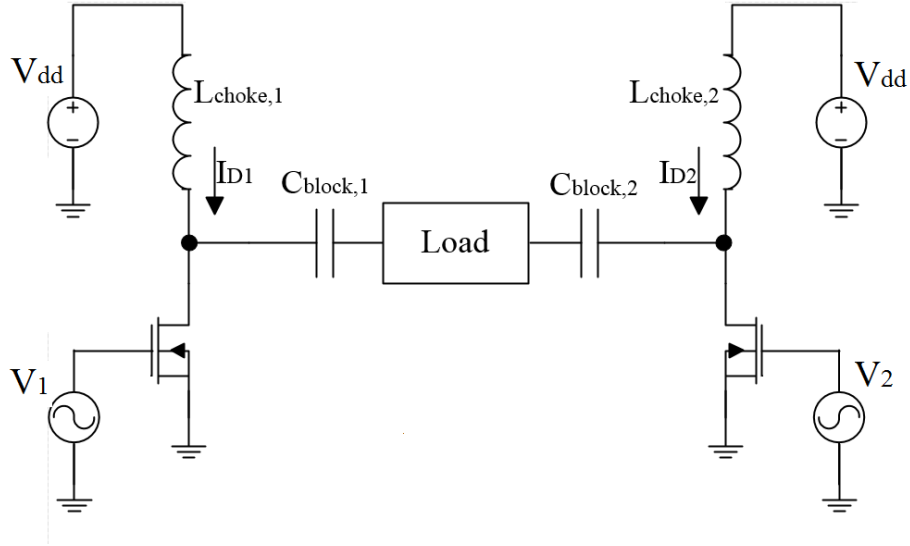 Vdd
Lchoke,1
Lchoke,2
Vdd
ID1
Cblock,1
Cblock,2
ID2
Load
V1
V2